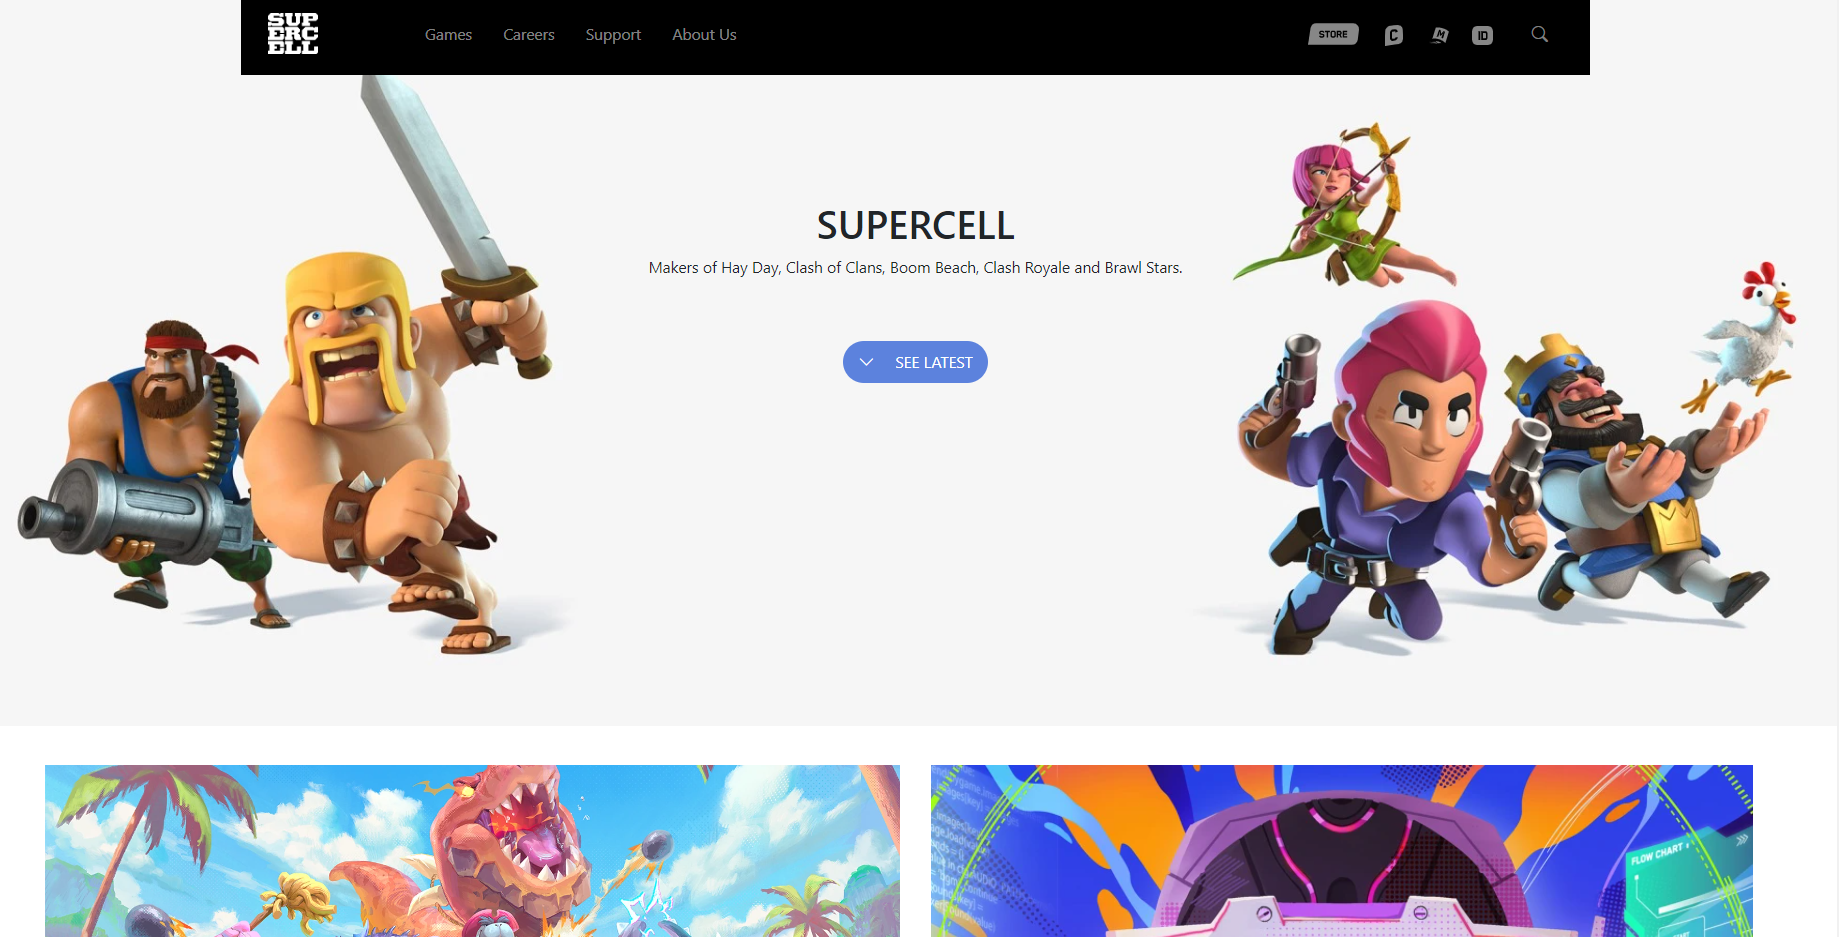 SUP
ERC
ELL
Games Careers Support About Us
STORE C M ID
SUPERCELL
Makers of Hay Day, Clash of Clans, Boom Beach, Clash Royale and Brawl Stars.
SEE LATEST
FLOW CHART